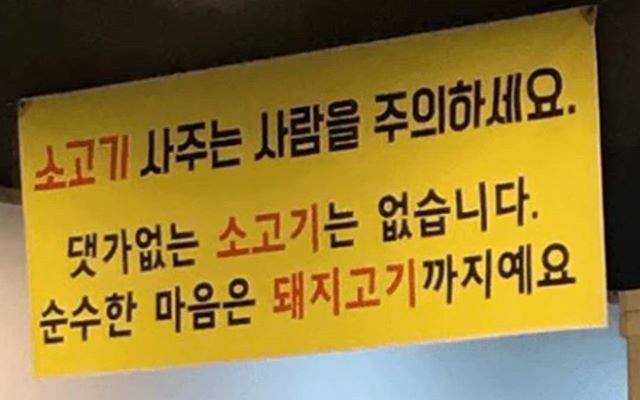 소고기 사주는 사람을 주의하세요.
댓가없는 소고기는 없습니다.
순수한 마음은 돼지고기까지예요